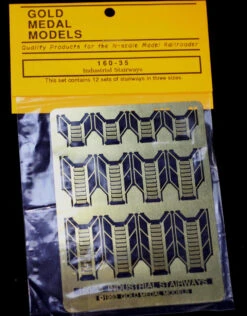 GOLD
MEDAL
MODELS
Quality Products for the N-scale Model Railroader
160-35
Industrial Stairways
This set contains 12 sets of stairways in three sizes.
INDUSTRIAL STAIRWAYS
©1993 GOLD MEDAL MODELS